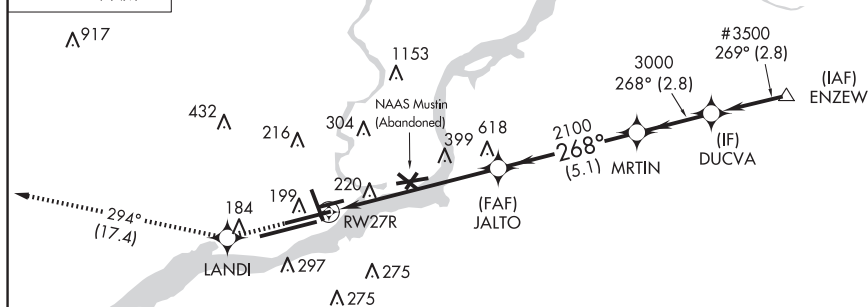 917
1153
#3500
269° (2.8)
3000
268° (2.8)
(IAF)
ENZEW
NAAS Mustin
(Abandoned)
432
304
216
399
618
2100
268°
(5.1)
MRTIN
(IF)
DUCVA
220
199
184
RW27R
(FAF)
JALTO
294°
(17.4)
LANDI
297
275
275